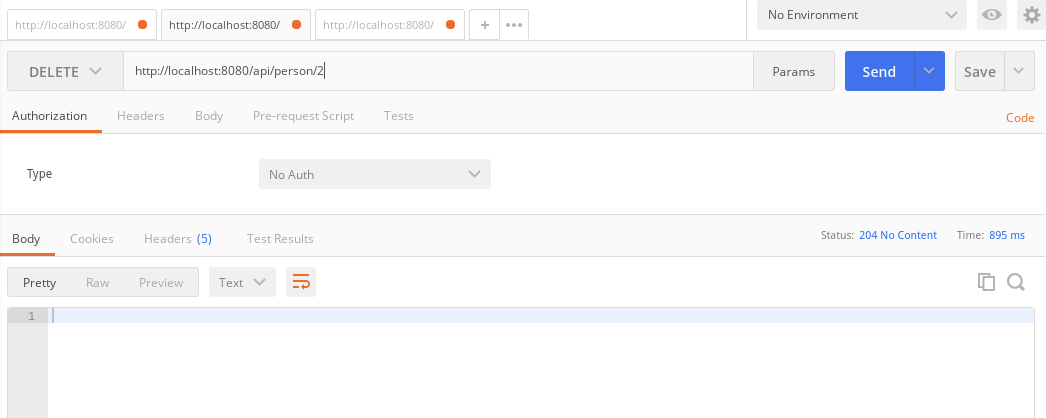 http://localhost:8080/ http://localhost:8080/ http://localhost:8080/ + ••• No Environment
DELETE http://localhost:8080/api/person/2 Params Send Save
Authorization Headers Body Pre-request Script Tests Code
Type No Auth
Body Cookies Headers (5) Test Results Status: 204 No Content Time: 895 ms
Pretty Raw Preview Text
1